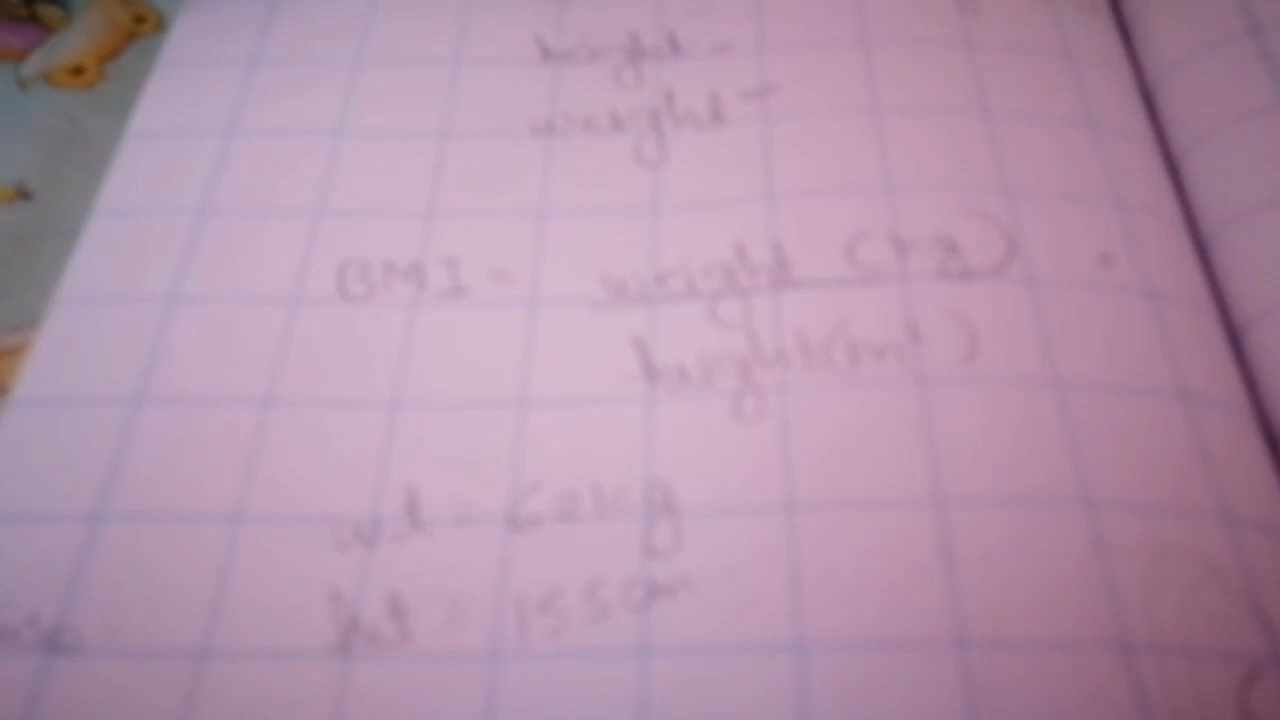 height -
weight -
BMI = weight (kg)
height (m²)
wt = 62kg
ht = 155cm